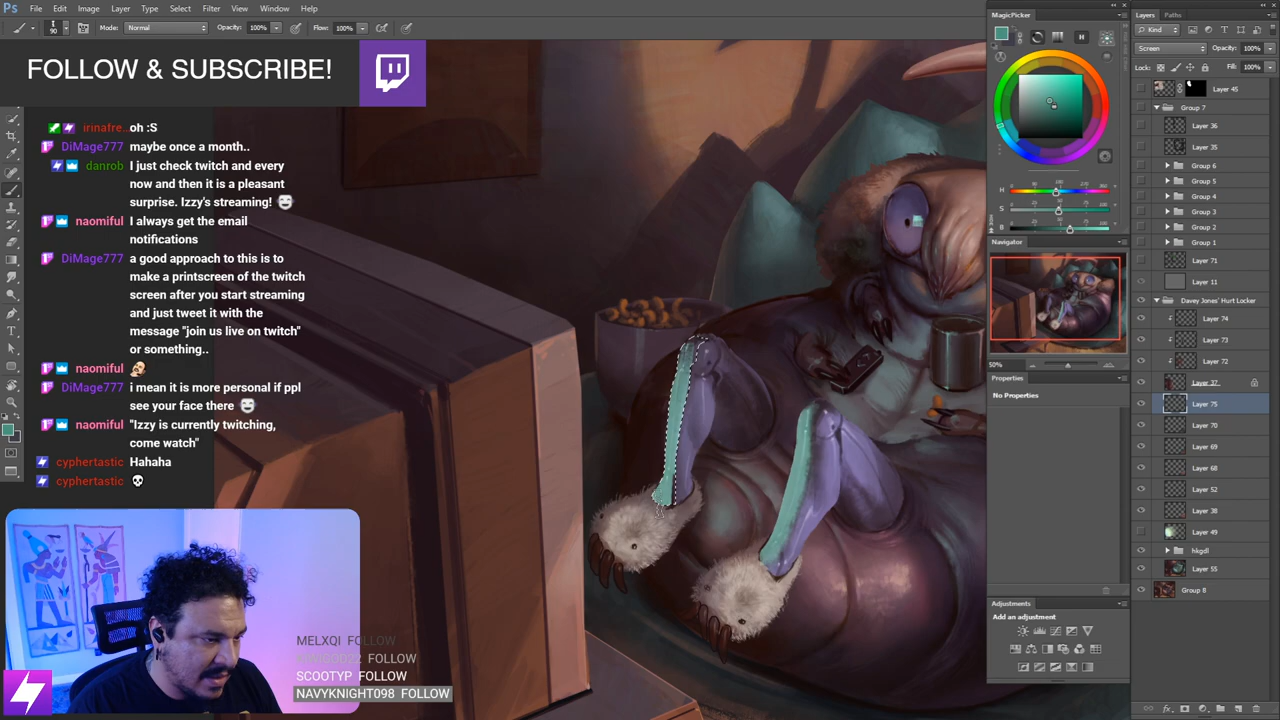 Ps File Edit Image Layer Type Select Filter View Window Help
90 Mode: Normal Opacity: 100% Flow: 100%
FOLLOW & SUBSCRIBE!
irinafre... oh :S
DiMage777 maybe once a month..
danrob I just check twitch and every
now and then it is a pleasant
surprise. Izzy's streaming!
naomiful I always get the email
notifications
DiMage777 a good approach to this is to
make a printscreen of the twitch
screen after you start streaming
and just tweet it with the
message "join us live on twitch"
or something..
naomiful
DiMage777 i mean it is more personal if ppl
see your face there
naomiful "Izzy is currently twitching,
come watch"
cyphertastic Hahaha
cyphertastic
MELXQI FOLLOW
FOLLOW
SCOOTYP FOLLOW
NAVYKNIGHT098 FOLLOW
MagicPicker
H
S
B
Navigator
50%
Properties
No Properties
Adjustments
Add an adjustment
Layers Paths
Kind
Screen Opacity: 100%
Lock: Fill: 100%
Layer 45
Group 7
Layer 36
Layer 35
Group 6
Group 5
Group 4
Group 3
Group 2
Group 1
Layer 71
Layer 11
Davey Jones' Hurt Locker
Layer 74
Layer 73
Layer 72
Layer 37
Layer 75
Layer 70
Layer 69
Layer 68
Layer 52
Layer 38
Layer 49
hkgdl
Layer 55
Group 8